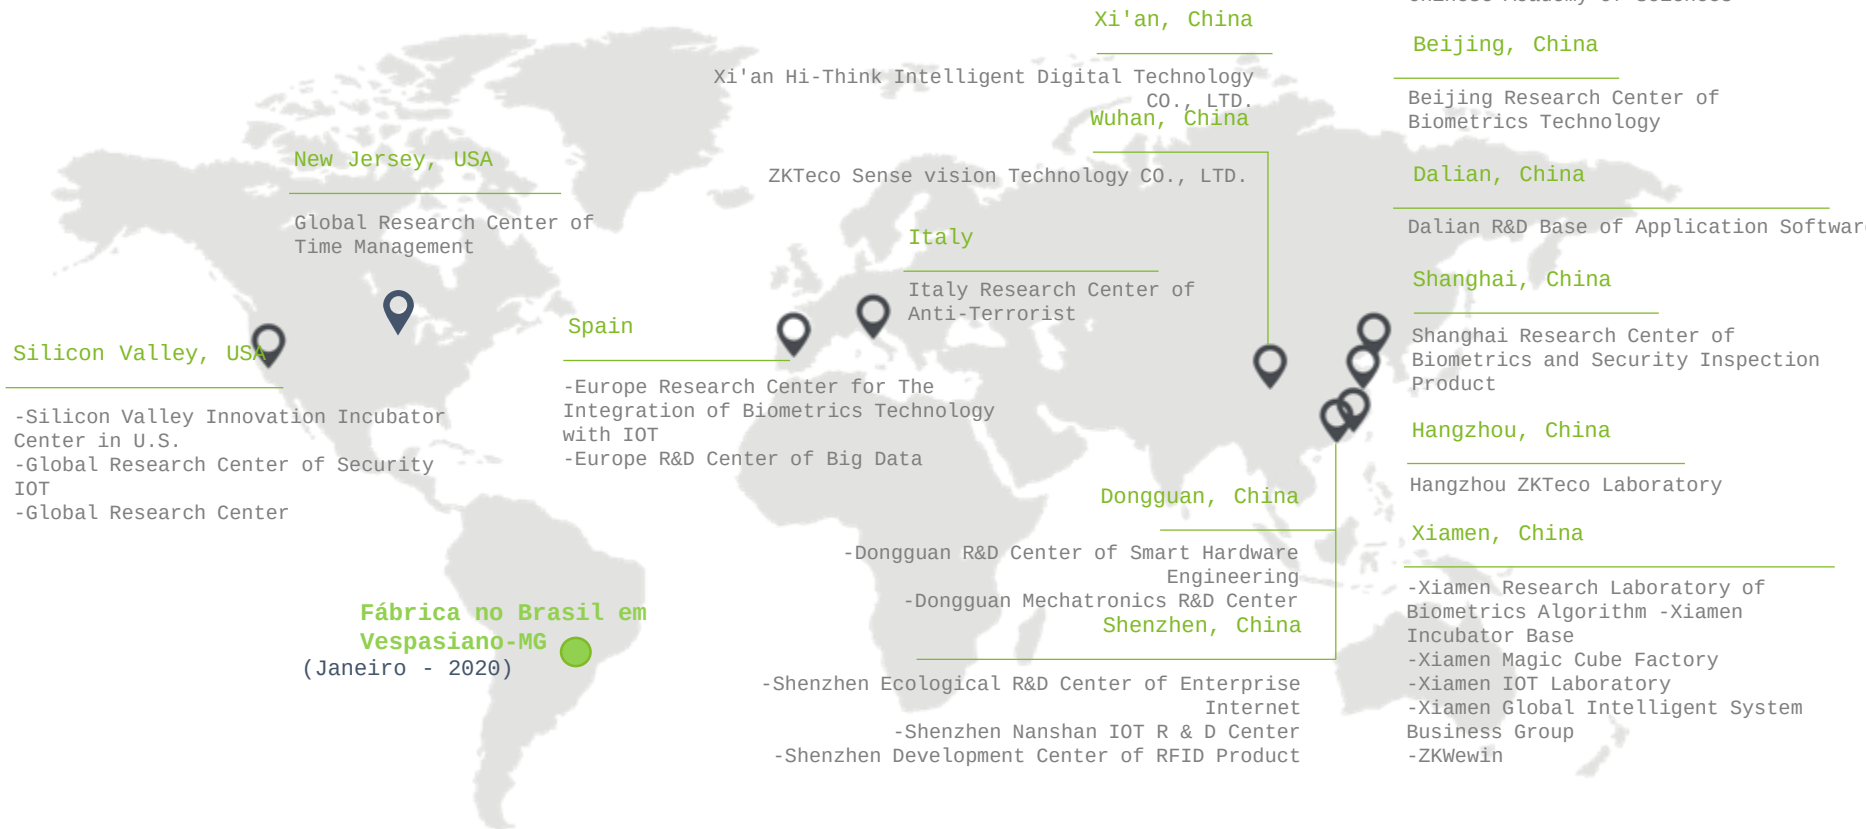 Xi'an, China
Xi'an Hi-Think Intelligent Digital Technology
CO., LTD.
Wuhan, China
ZKTeco Sense vision Technology CO., LTD.
New Jersey, USA
Global Research Center of
Time Management
Italy
Italy Research Center of
Anti-Terrorist
Spain
-Europe Research Center for The
Integration of Biometrics Technology
with IOT
-Europe R&D Center of Big Data
Silicon Valley, USA
-Silicon Valley Innovation Incubator
Center in U.S.
-Global Research Center of Security
IOT
-Global Research Center
Fábrica no Brasil em
Vespasiano-MG
(Janeiro - 2020)
Dongguan, China
-Dongguan R&D Center of Smart Hardware
Engineering
-Dongguan Mechatronics R&D Center
Shenzhen, China
-Shenzhen Ecological R&D Center of Enterprise
Internet
-Shenzhen Nanshan IOT R & D Center
-Shenzhen Development Center of RFID Product
Chinese Academy of Sciences
Beijing, China
Beijing Research Center of
Biometrics Technology
Dalian, China
Dalian R&D Base of Application Software
Shanghai, China
Shanghai Research Center of
Biometrics and Security Inspection
Product
Hangzhou, China
Hangzhou ZKTeco Laboratory
Xiamen, China
-Xiamen Research Laboratory of
Biometrics Algorithm -Xiamen
Incubator Base
-Xiamen Magic Cube Factory
-Xiamen IOT Laboratory
-Xiamen Global Intelligent System
Business Group
-ZKWewin